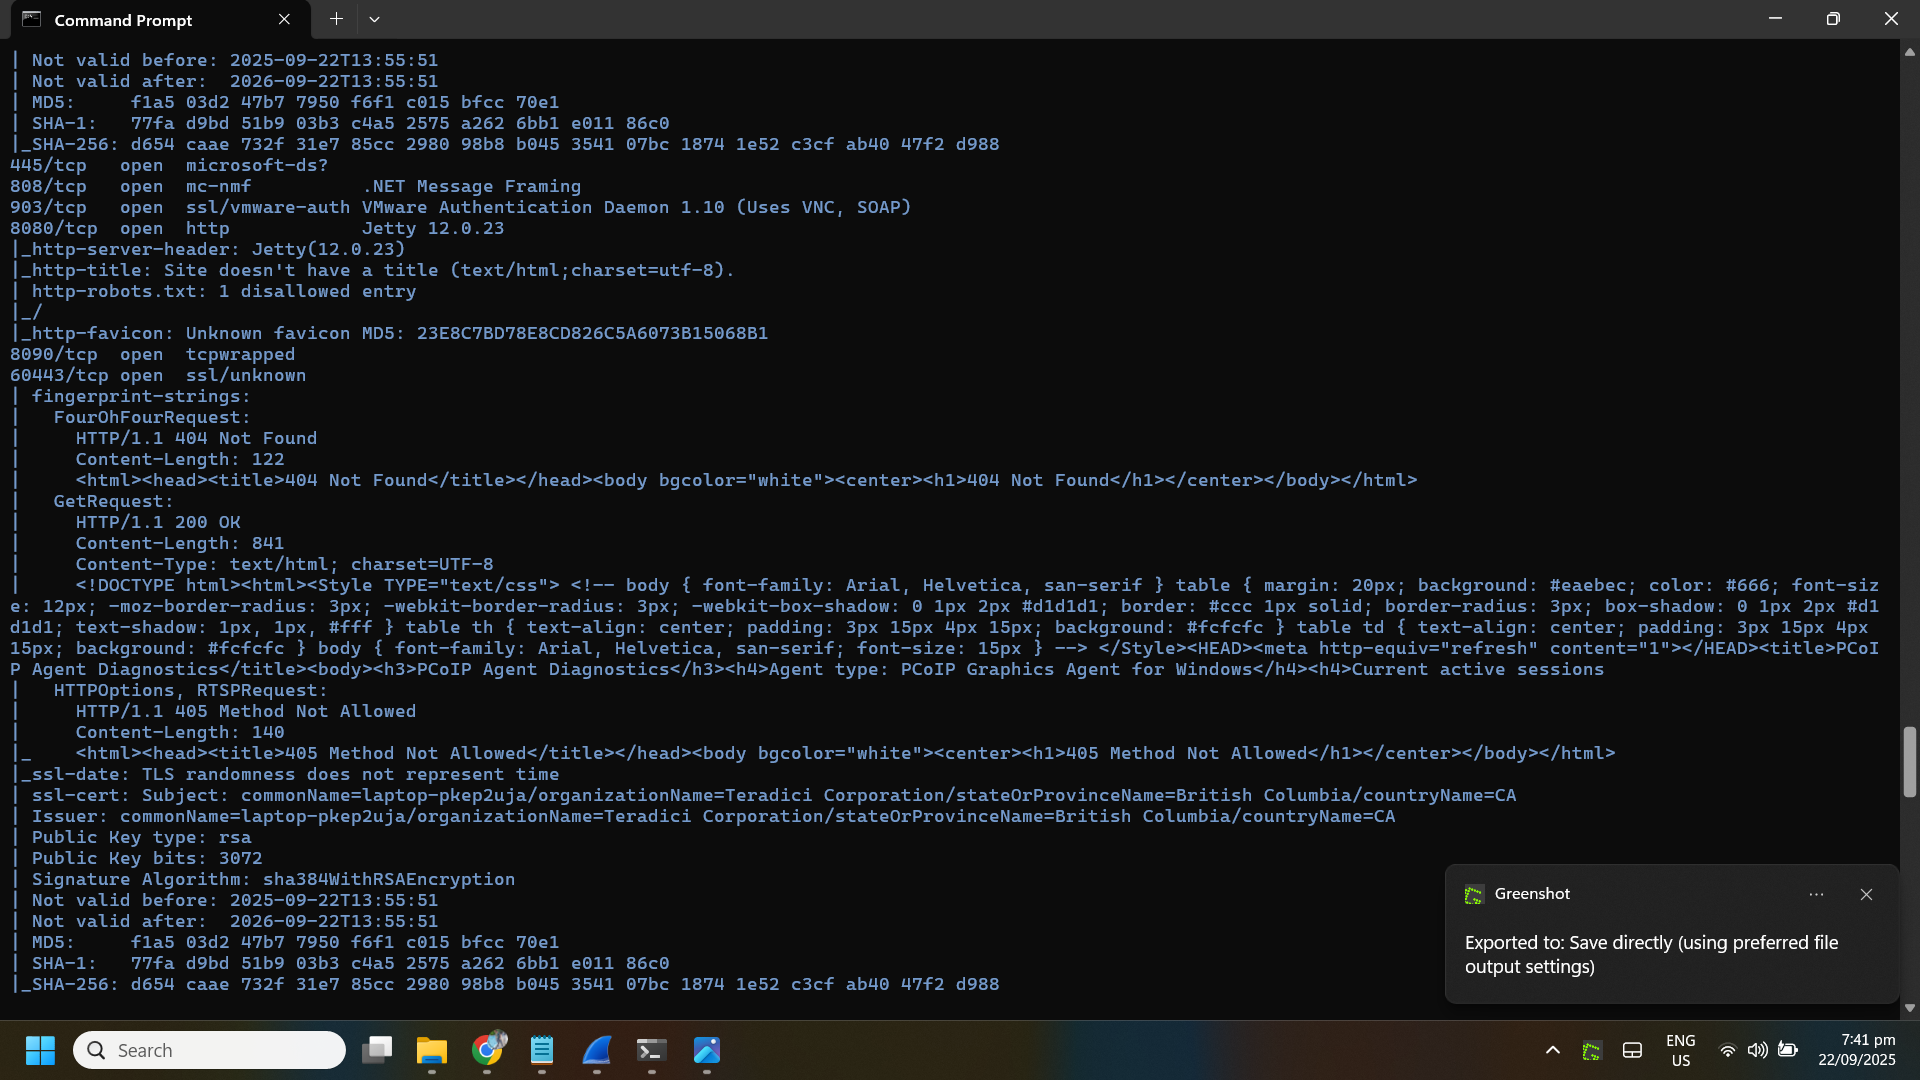 Command Prompt
| Not valid before: 2025-09-22T13:55:51
| Not valid after:  2026-09-22T13:55:51
| MD5:     f1a5 03d2 47b7 7950 f6f1 c015 bfcc 70e1
| SHA-1:   77fa d9bd 51b9 03b3 c4a5 2575 a262 6bb1 e011 86c0
|_SHA-256: d654 caae 732f 31e7 85cc 2980 98b8 b045 3541 07bc 1874 1e52 c3cf ab40 47f2 d988
445/tcp   open  microsoft-ds?
808/tcp   open  mc-nmf          .NET Message Framing
903/tcp   open  ssl/vmware-auth VMware Authentication Daemon 1.10 (Uses VNC, SOAP)
8080/tcp  open  http            Jetty 12.0.23
|_http-server-header: Jetty(12.0.23)
|_http-title: Site doesn't have a title (text/html;charset=utf-8).
| http-robots.txt: 1 disallowed entry
|_/
|_http-favicon: Unknown favicon MD5: 23E8C7BD78E8CD826C5A6073B15068B1
8090/tcp  open  tcpwrapped
60443/tcp open  ssl/unknown
| fingerprint-strings:
|   FourOhFourRequest:
|     HTTP/1.1 404 Not Found
|     Content-Length: 122
|     <html><head><title>404 Not Found</title></head><body bgcolor="white"><center><h1>404 Not Found</h1></center></body></html>
|   GetRequest:
|     HTTP/1.1 200 OK
|     Content-Length: 841
|     Content-Type: text/html; charset=UTF-8
|     <!DOCTYPE html><html><Style TYPE="text/css"> <!-- body { font-family: Arial, Helvetica, san-serif } table { margin: 20px; background: #eaebec; color: #666; font-siz
e: 12px; -moz-border-radius: 3px; -webkit-border-radius: 3px; -webkit-box-shadow: 0 1px 2px #d1d1d1; border: #ccc 1px solid; border-radius: 3px; box-shadow: 0 1px 2px #d1
d1d1; text-shadow: 1px, 1px, #fff } table th { text-align: center; padding: 3px 15px 4px 15px; background: #fcfcfc } table td { text-align: center; padding: 3px 15px 4px
15px; background: #fcfcfc } body { font-family: Arial, Helvetica, san-serif; font-size: 15px } --> </Style><HEAD><meta http-equiv="refresh" content="1"></HEAD><title>PCoI
P Agent Diagnostics</title><body><h3>PCoIP Agent Diagnostics</h3><h4>Agent type: PCoIP Graphics Agent for Windows</h4><h4>Current active sessions
|   HTTPOptions, RTSPRequest:
|     HTTP/1.1 405 Method Not Allowed
|     Content-Length: 140
|_    <html><head><title>405 Method Not Allowed</title></head><body bgcolor="white"><center><h1>405 Method Not Allowed</h1></center></body></html>
|_ssl-date: TLS randomness does not represent time
| ssl-cert: Subject: commonName=laptop-pkep2uja/organizationName=Teradici Corporation/stateOrProvinceName=British Columbia/countryName=CA
| Issuer: commonName=laptop-pkep2uja/organizationName=Teradici Corporation/stateOrProvinceName=British Columbia/countryName=CA
| Public Key type: rsa
| Public Key bits: 3072
| Signature Algorithm: sha384WithRSAEncryption
| Not valid before: 2025-09-22T13:55:51
| Not valid after:  2026-09-22T13:55:51
| MD5:     f1a5 03d2 47b7 7950 f6f1 c015 bfcc 70e1
| SHA-1:   77fa d9bd 51b9 03b3 c4a5 2575 a262 6bb1 e011 86c0
|_SHA-256: d654 caae 732f 31e7 85cc 2980 98b8 b045 3541 07bc 1874 1e52 c3cf ab40 47f2 d988
Greenshot
Exported to: Save directly (using preferred file
output settings)
Search
ENG
US
7:41 pm
22/09/2025